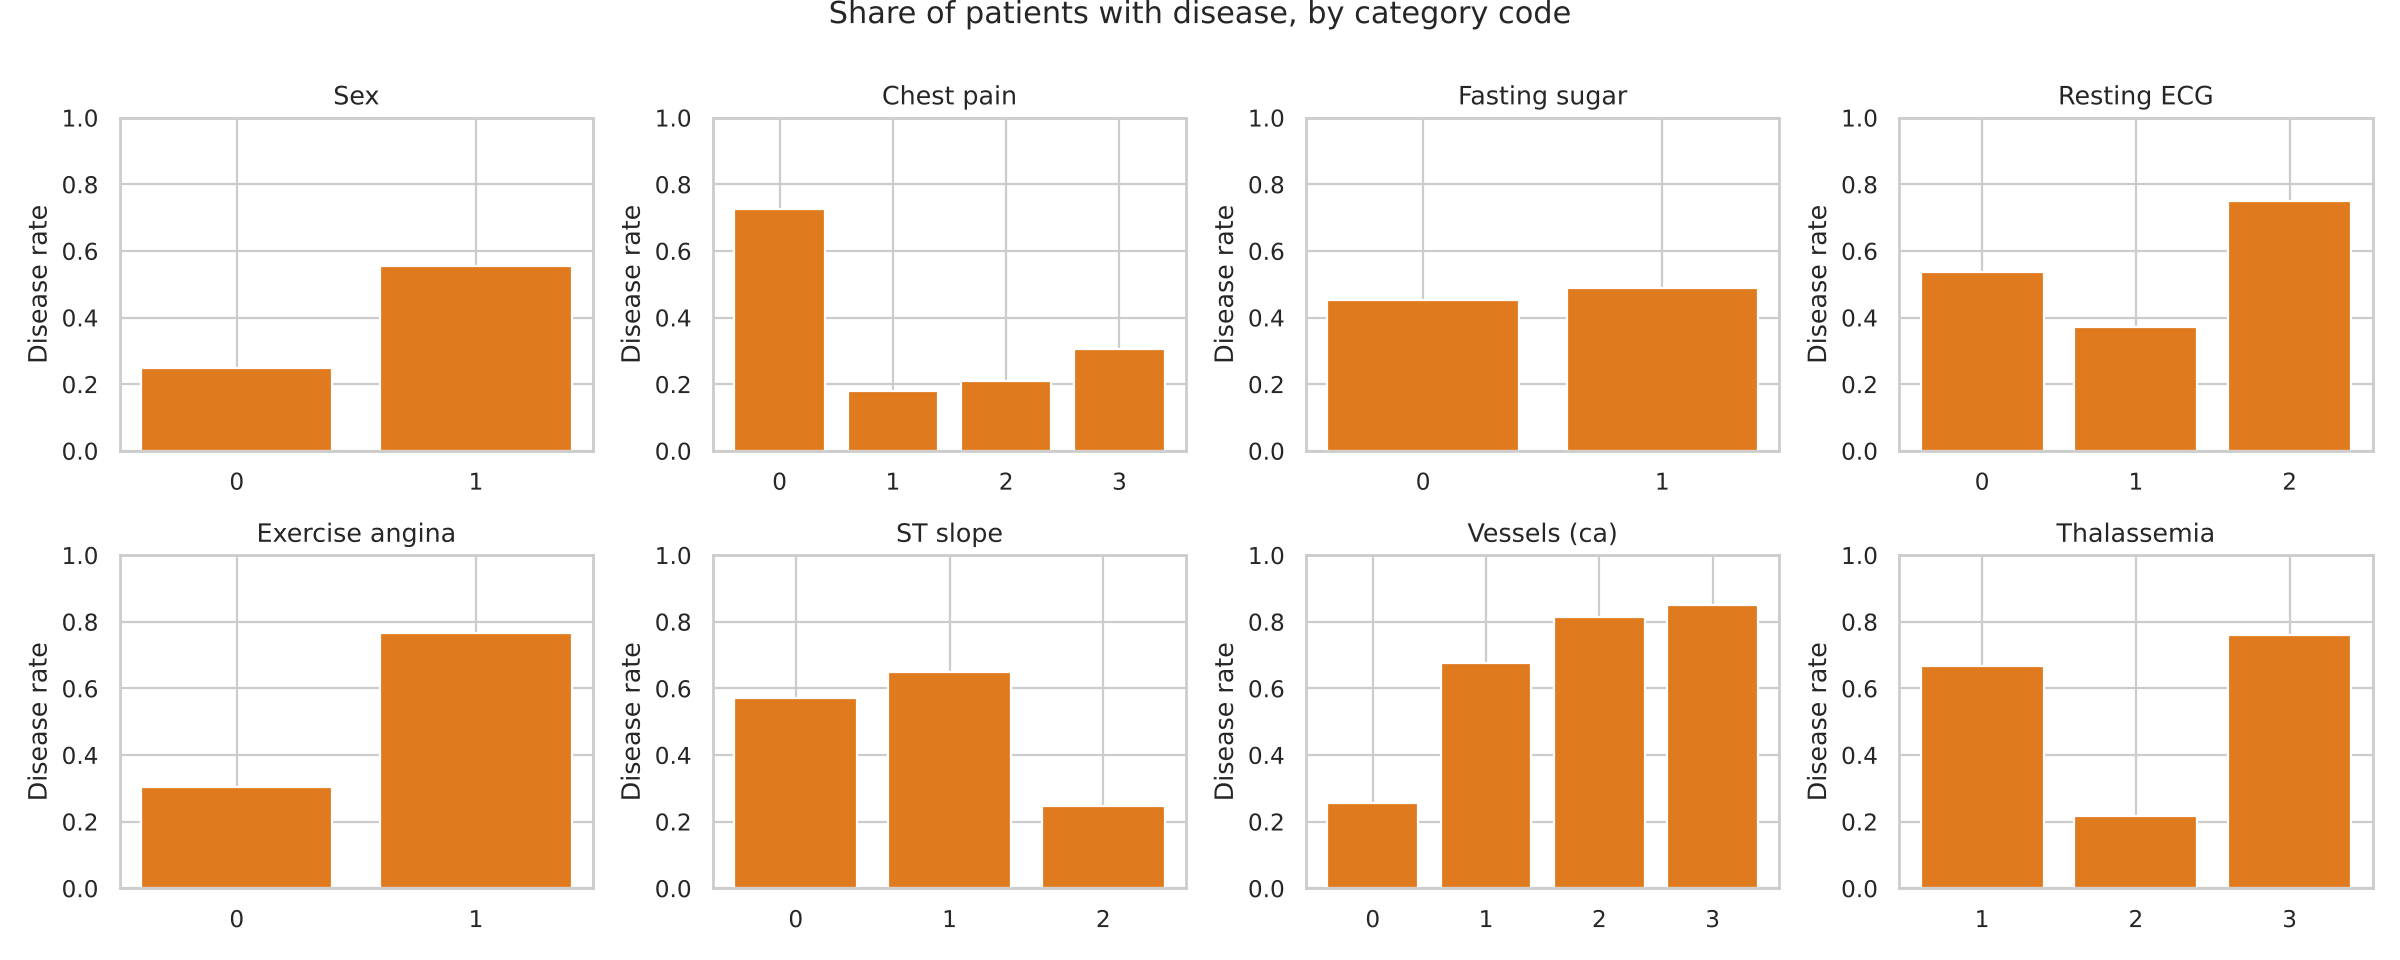 Share of patients with disease, by category code
Sex
Disease rate
1.0
0.8
0.6
0.4
0.2
0.0
0 1
Chest pain
Disease rate
1.0
0.8
0.6
0.4
0.2
0.0
0 1 2 3
Fasting sugar
Disease rate
1.0
0.8
0.6
0.4
0.2
0.0
0 1
Resting ECG
Disease rate
1.0
0.8
0.6
0.4
0.2
0.0
0 1 2
Exercise angina
Disease rate
1.0
0.8
0.6
0.4
0.2
0.0
0 1
ST slope
Disease rate
1.0
0.8
0.6
0.4
0.2
0.0
0 1 2
Vessels (ca)
Disease rate
1.0
0.8
0.6
0.4
0.2
0.0
0 1 2 3
Thalassemia
Disease rate
1.0
0.8
0.6
0.4
0.2
0.0
1 2 3